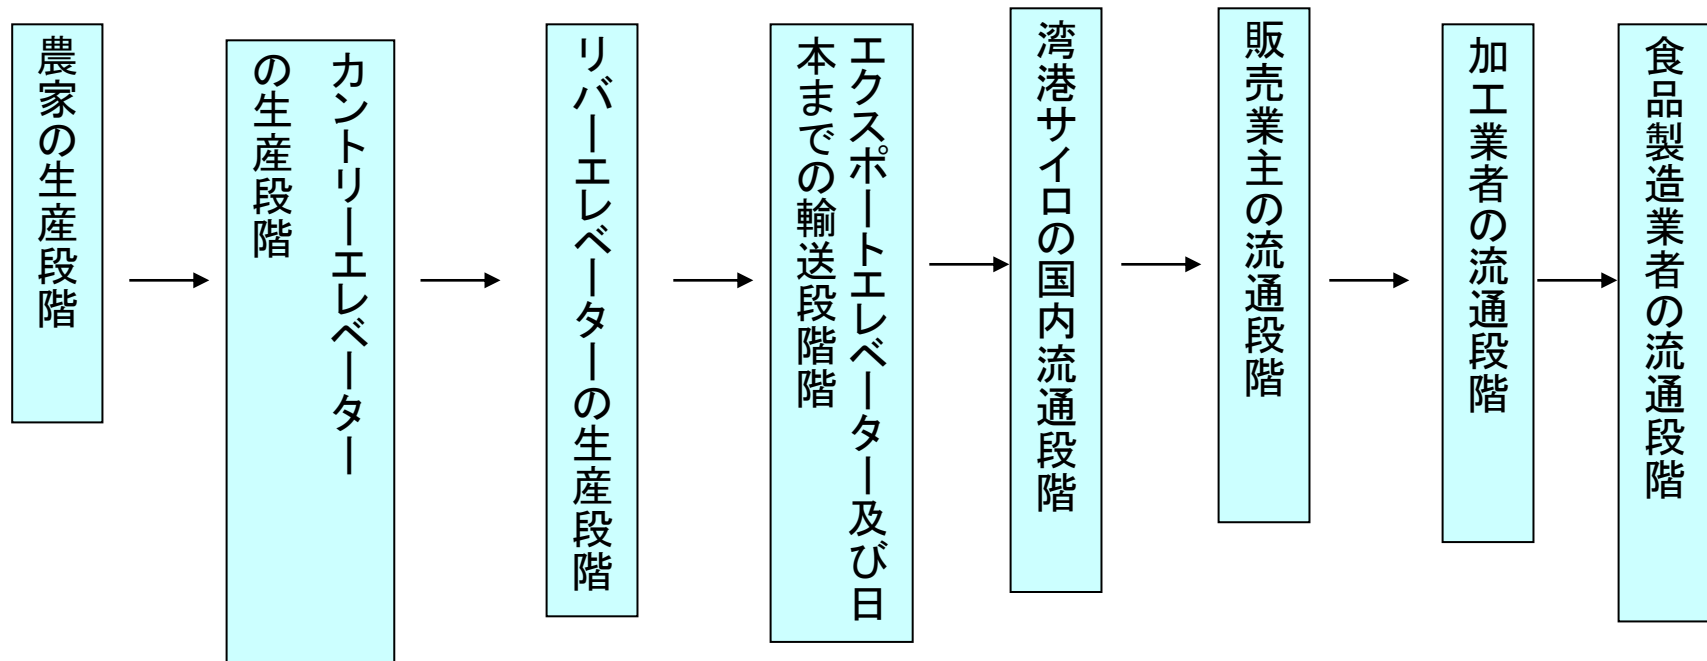 農家の生産段階
カントリーエレベーター
の生産段階
リバーエレベーターの生産段階
エクスポートエレベーター及び日
本までの輸送段階階
湾港サイロの国内流通段階
販売業主の流通段階
加工業者の流通段階
食品製造業者の流通段階